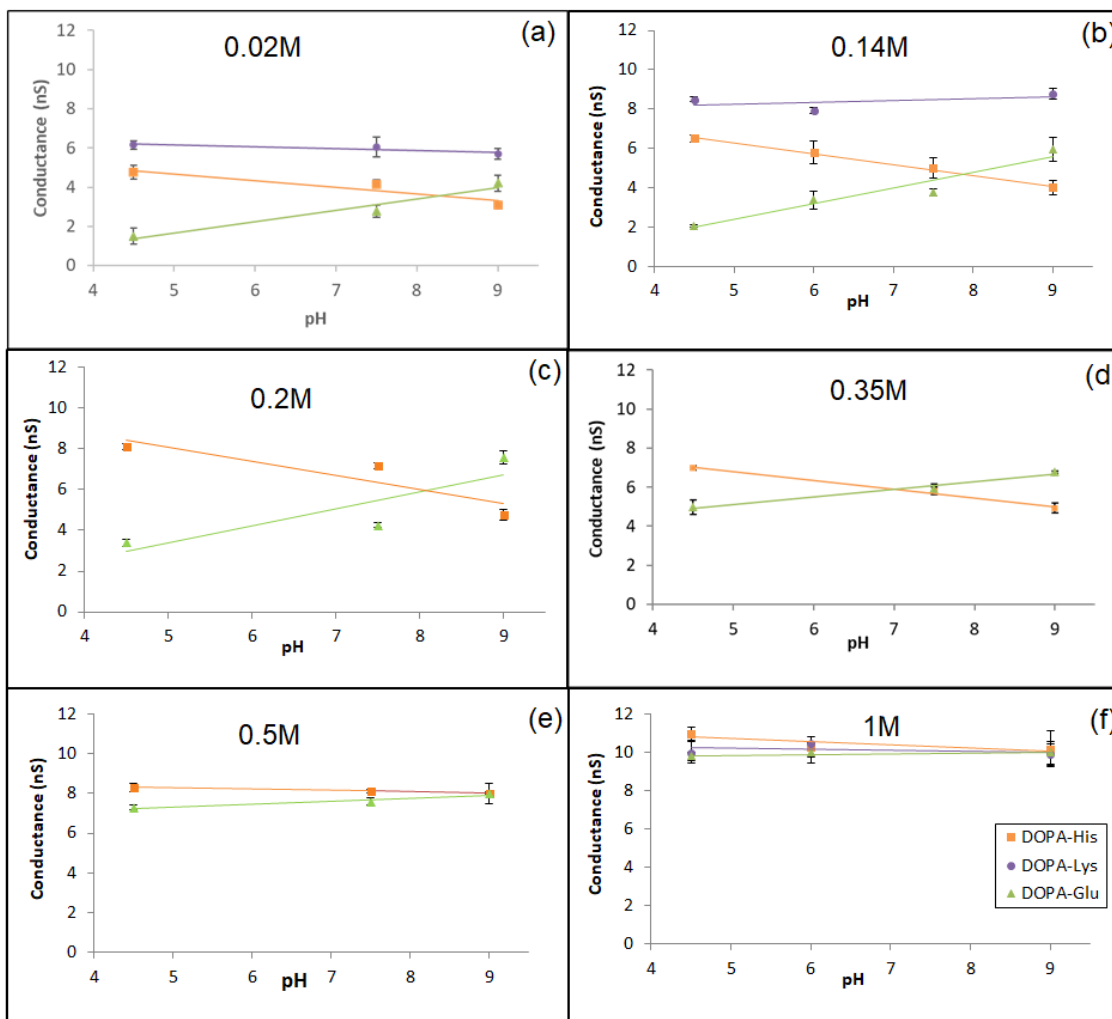 (a)
0.02M
12
10
8
6
4
2
0
Conductance (nS)
4 5 6 7 8 9
pH
(b)
0.14M
12
10
8
6
4
2
0
Conductance (nS)
4 5 6 7 8 9
pH
(c)
0.2M
12
10
8
6
4
2
0
Conductance (nS)
4 5 6 7 8 9
pH
(d)
0.35M
12
10
8
6
4
2
0
Conductance (nS)
4 5 6 7 8 9
pH
(e)
0.5M
12
10
8
6
4
2
0
Conductance (nS)
4 5 6 7 8 9
pH
(f)
1M
12
10
8
6
4
2
0
Conductance (nS)
4 5 6 7 8 9
pH
DOPA-His
DOPA-Lys
DOPA-Glu